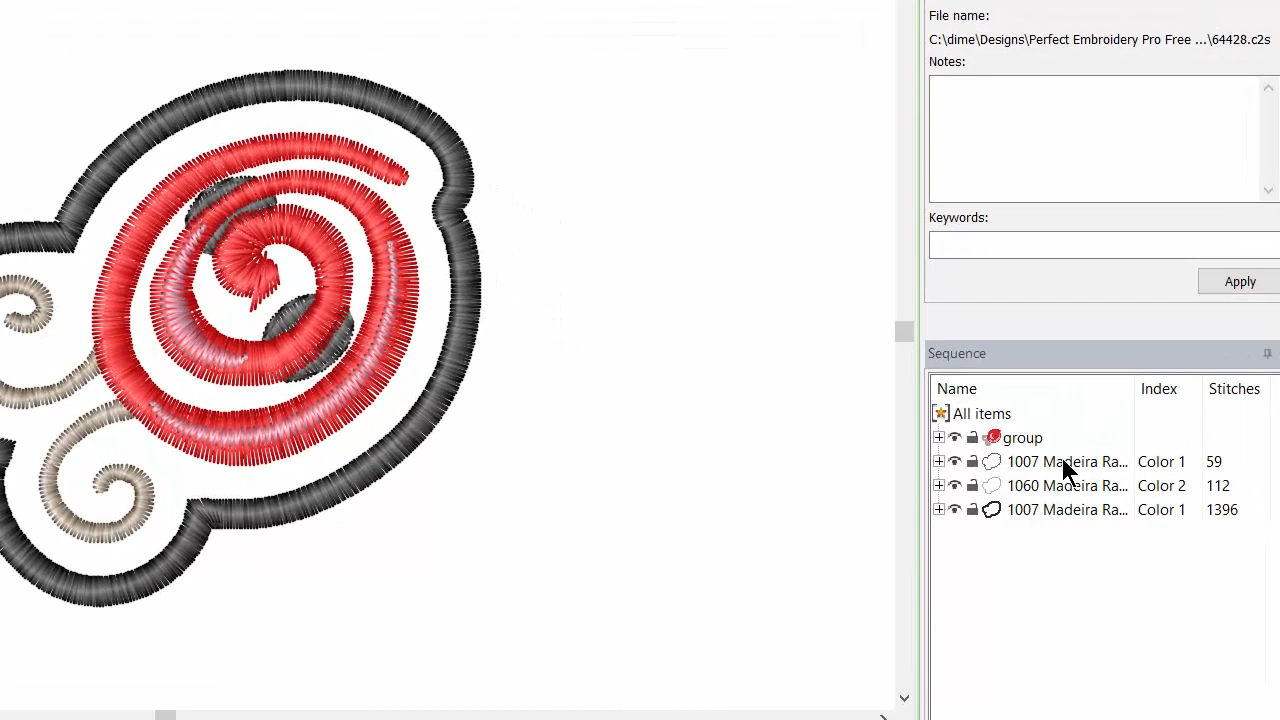 File name:
C:\dime\Designs\Perfect Embroidery Pro Free ...\64428.c2s
Notes:
Keywords:
Apply
Sequence
Name Index Stitches
All items
group
1007 Madeira Ra... Color 1 59
1060 Madeira Ra... Color 2 112
1007 Madeira Ra... Color 1 1396